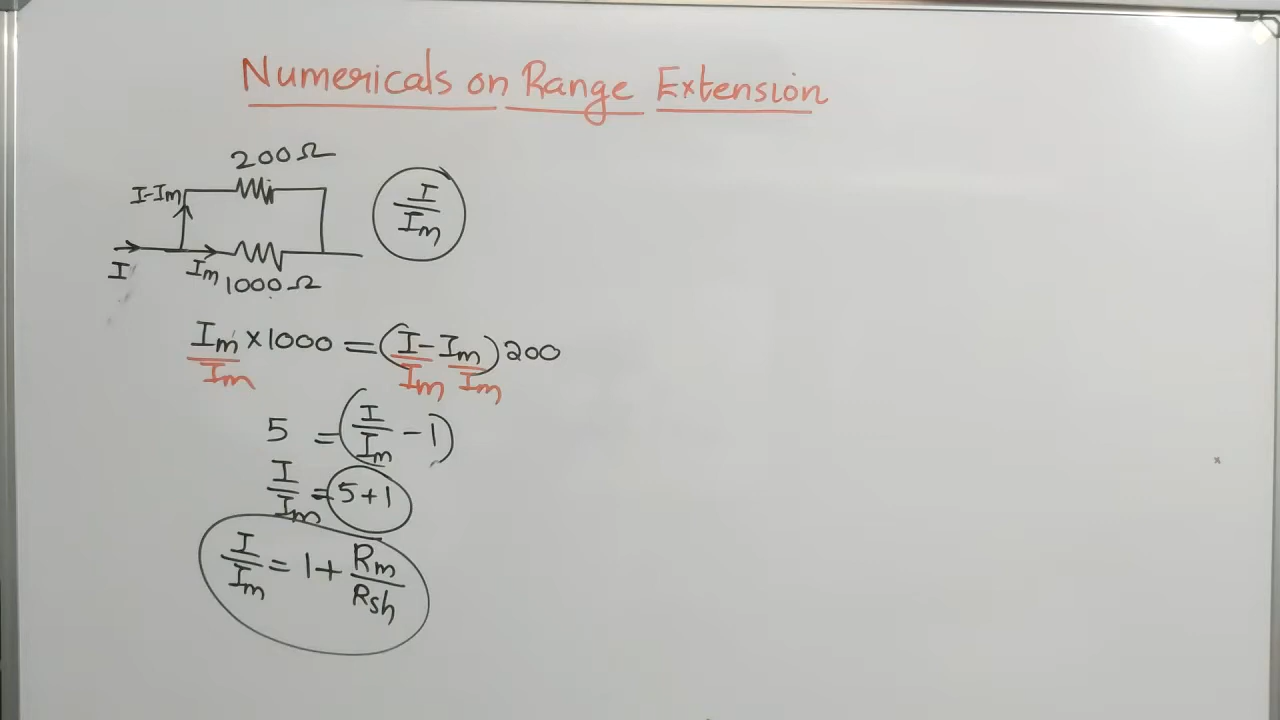 Numericals on Range Extension
200Ω
I-Im
I
Im
1000Ω
I/Im
Im × 1000 = (I - Im) 200
Im Im Im
5 = (I/Im - 1)
I/Im = 5+1
I/Im = 1 + Rm/Rsh